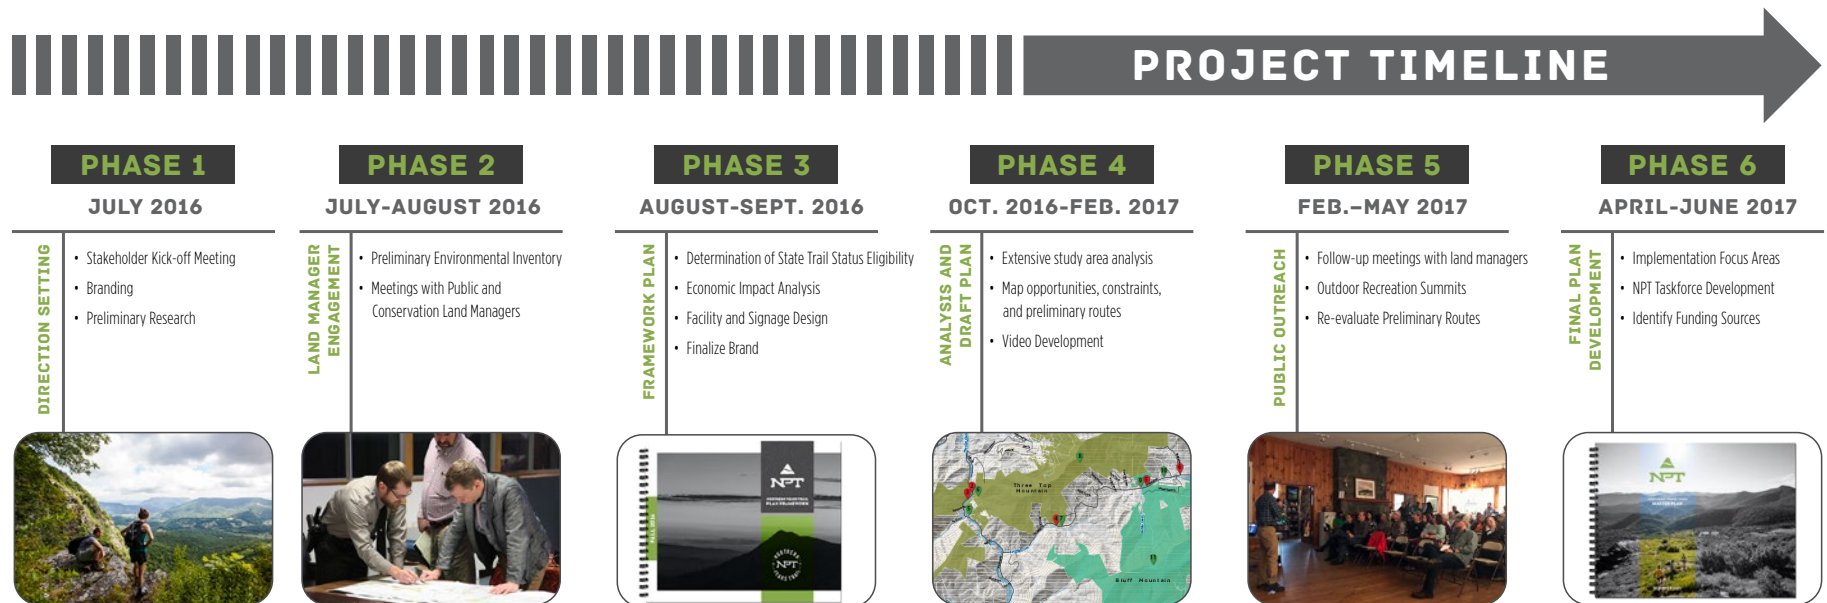 PROJECT TIMELINE
PHASE 1
JULY 2016
DIRECTION SETTING
• Stakeholder Kick-off Meeting
• Branding
• Preliminary Research
PHASE 2
JULY-AUGUST 2016
LAND MANAGER
ENGAGEMENT
• Preliminary Environmental Inventory
• Meetings with Public and
Conservation Land Managers
PHASE 3
AUGUST-SEPT. 2016
FRAMEWORK PLAN
• Determination of State Trail Status Eligibility
• Economic Impact Analysis
• Facility and Signage Design
• Finalize Brand
NPT
PLAN FRAMEWORK
NORTHERN
NPT
PHASE 4
OCT. 2016-FEB. 2017
ANALYSIS AND
DRAFT PLAN
• Extensive study area analysis
• Map opportunities, constraints,
and preliminary routes
• Video Development
Three Top
Mountain
Bluff Mountain
PHASE 5
FEB.–MAY 2017
PUBLIC OUTREACH
• Follow-up meetings with land managers
• Outdoor Recreation Summits
• Re-evaluate Preliminary Routes
PHASE 6
APRIL-JUNE 2017
FINAL PLAN
DEVELOPMENT
• Implementation Focus Areas
• NPT Taskforce Development
• Identify Funding Sources
NPT
MASTER PLAN